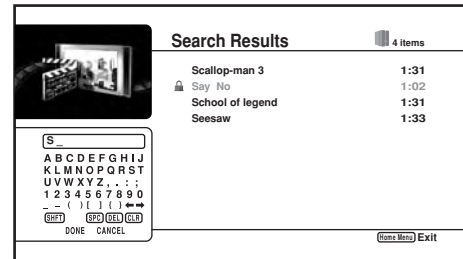 Search Results
4 items
Scallop-man 3 1:31
Say No 1:02
School of legend 1:31
Seesaw 1:33
S_
A B C D E F G H I J
K L M N O P Q R S T
U V W X Y Z , . : ;
1 2 3 4 5 6 7 8 9 0
_ – ( ) [ ] ( ) ← →
SHFT SPC DEL CLR
DONE CANCEL
Home Menu Exit